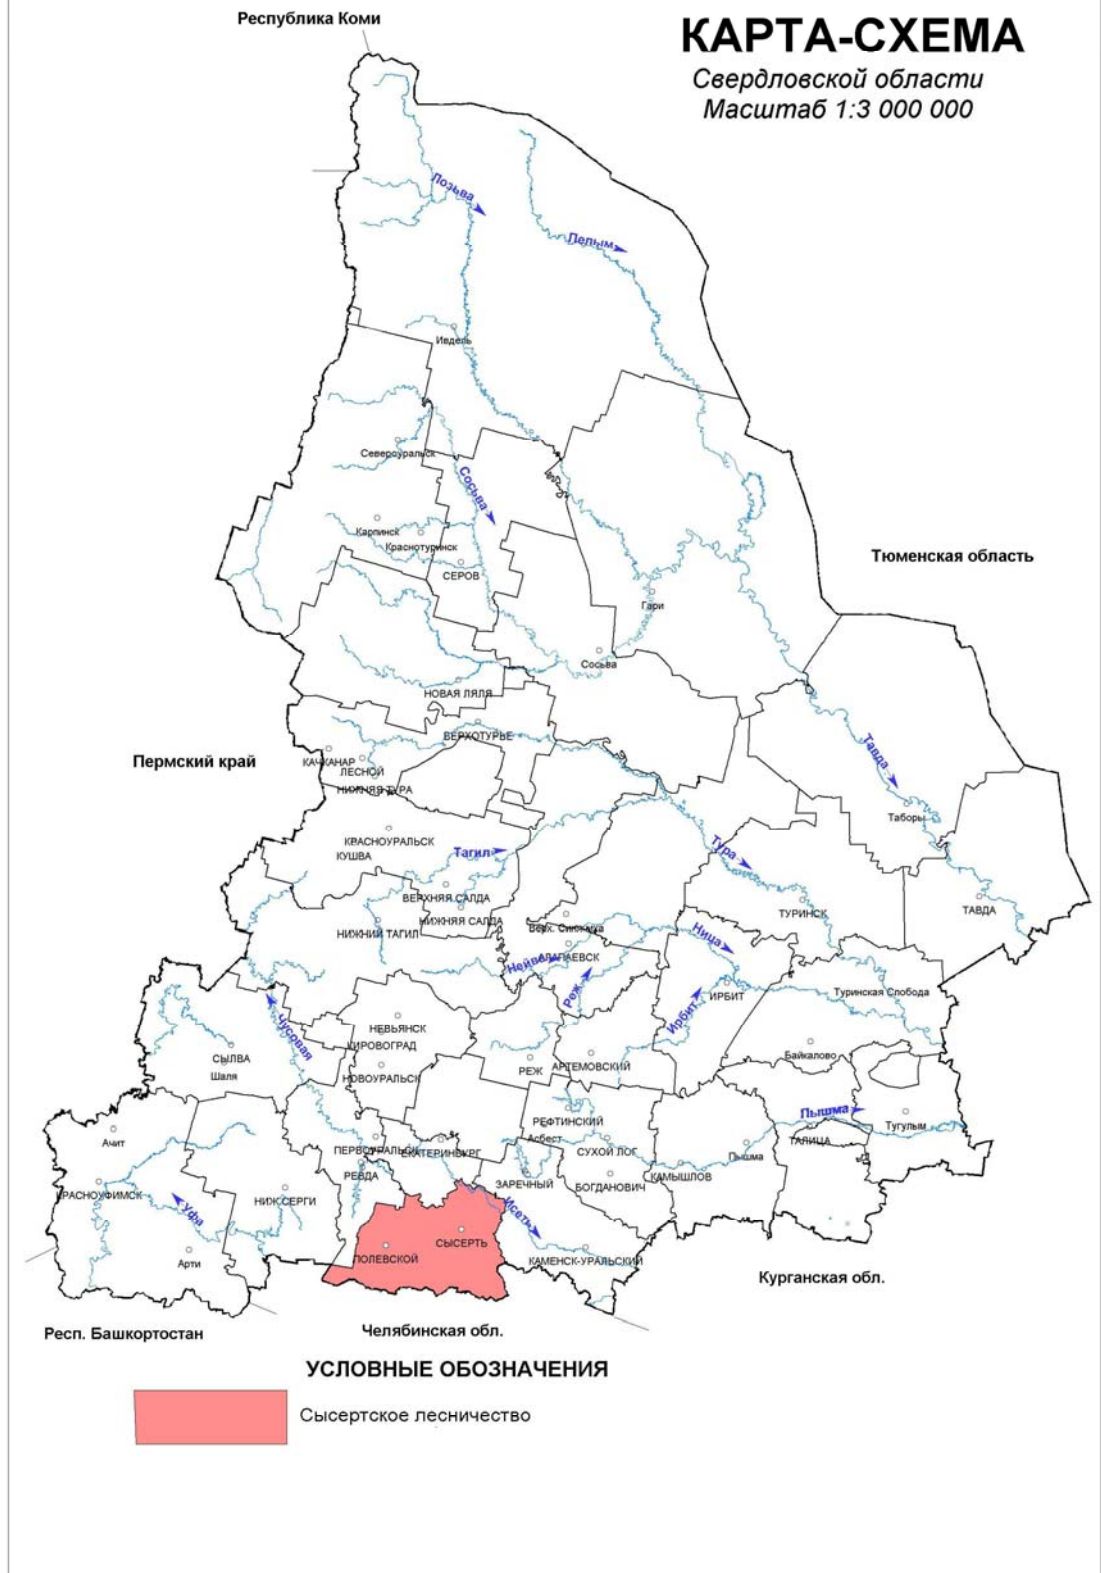 Республика Коми
КАРТА-СХЕМА
Свердловской области
Масштаб 1:3 000 000
Лозьва
Пелым
Ивдель
Североуральск
Сосьва
Карпинск
Краснотуринск
СЕРОВ
Тюменская область
Гари
Сосьва
НОВАЯ ЛЯЛЯ
ВЕРХОТУРЬЕ
Пермский край
КАЧКАНАР
ЛЕСНОЙ
НИЖНЯЯ ТУРА
Тавда
Таборы
КРАСНОУРАЛЬСК
КУШВА
Тагил
Тура
ВЕРХНЯЯ САЛДА
НИЖНЯЯ САЛДА
ТАВДА
ТУРИНСК
НИЖНИЙ ТАГИЛ
Верх. Синячиха
Ница
Нейва
АЛАПАЕВСК
Реж
ИРБИТ
Ирбит
Туринская Слобода
Чусовая
НЕВЬЯНСК
КИРОВОГРАД
СЫЛВА
Шаля
НОВОУРАЛЬСК
РЕЖ
АРТЕМОВСКИЙ
Байкалово
Пышма
РЕФТИНСКИЙ
Тугулым
Ачит
Асбест
ТАЛИЦА
ПЕРВОУРАЛЬСК
ЕКАТЕРИНБУРГ
СУХОЙ ЛОГ
Пышма
РЕВДА
ЗАРЕЧНЫЙ
БОГДАНОВИЧ
КАМЫШЛОВ
КРАСНОУФИМСК
НИЖ.СЕРГИ
Уфа
Исеть
СЫСЕРТЬ
ПОЛЕВСКОЙ
КАМЕНСК-УРАЛЬСКИЙ
Арти
Курганская обл.
Респ. Башкортостан
Челябинская обл.
УСЛОВНЫЕ ОБОЗНАЧЕНИЯ
Сысертское лесничество